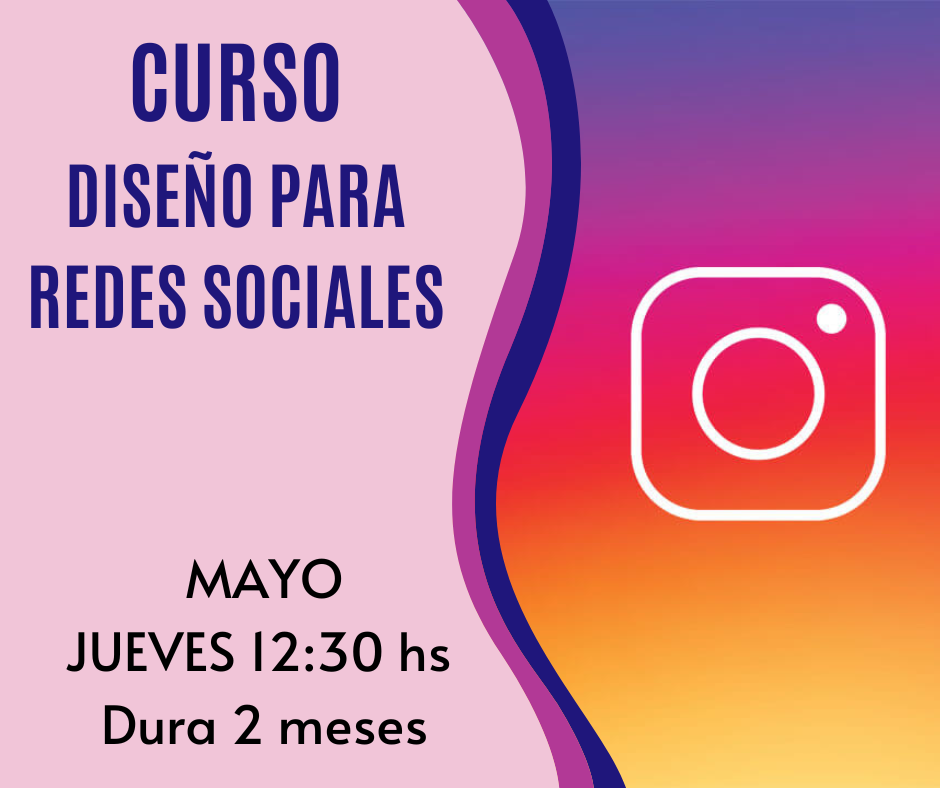 CURSO
DISEÑO PARA
REDES SOCIALES
MAYO
JUEVES 12:30 hs
Dura 2 meses